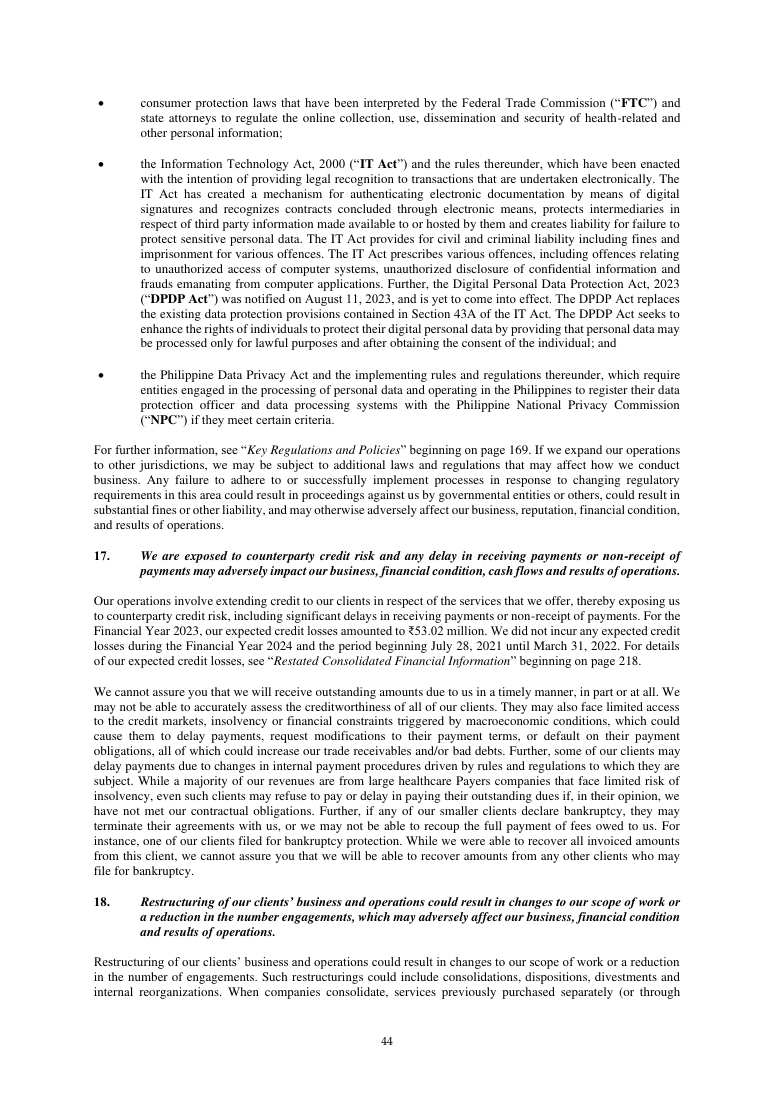 • consumer protection laws that have been interpreted by the Federal Trade Commission (“FTC”) and
state attorneys to regulate the online collection, use, dissemination and security of health-related and
other personal information;
• the Information Technology Act, 2000 (“IT Act”) and the rules thereunder, which have been enacted
with the intention of providing legal recognition to transactions that are undertaken electronically. The
IT Act has created a mechanism for authenticating electronic documentation by means of digital
signatures and recognizes contracts concluded through electronic means, protects intermediaries in
respect of third party information made available to or hosted by them and creates liability for failure to
protect sensitive personal data. The IT Act provides for civil and criminal liability including fines and
imprisonment for various offences. The IT Act prescribes various offences, including offences relating
to unauthorized access of computer systems, unauthorized disclosure of confidential information and
frauds emanating from computer applications. Further, the Digital Personal Data Protection Act, 2023
(“DPDP Act”) was notified on August 11, 2023, and is yet to come into effect. The DPDP Act replaces
the existing data protection provisions contained in Section 43A of the IT Act. The DPDP Act seeks to
enhance the rights of individuals to protect their digital personal data by providing that personal data may
be processed only for lawful purposes and after obtaining the consent of the individual; and
• the Philippine Data Privacy Act and the implementing rules and regulations thereunder, which require
entities engaged in the processing of personal data and operating in the Philippines to register their data
protection officer and data processing systems with the Philippine National Privacy Commission
(“NPC”) if they meet certain criteria.
For further information, see “Key Regulations and Policies” beginning on page 169. If we expand our operations
to other jurisdictions, we may be subject to additional laws and regulations that may affect how we conduct
business. Any failure to adhere to or successfully implement processes in response to changing regulatory
requirements in this area could result in proceedings against us by governmental entities or others, could result in
substantial fines or other liability, and may otherwise adversely affect our business, reputation, financial condition,
and results of operations.
17. We are exposed to counterparty credit risk and any delay in receiving payments or non-receipt of
payments may adversely impact our business, financial condition, cash flows and results of operations.
Our operations involve extending credit to our clients in respect of the services that we offer, thereby exposing us
to counterparty credit risk, including significant delays in receiving payments or non-receipt of payments. For the
Financial Year 2023, our expected credit losses amounted to ₹53.02 million. We did not incur any expected credit
losses during the Financial Year 2024 and the period beginning July 28, 2021 until March 31, 2022. For details
of our expected credit losses, see “Restated Consolidated Financial Information” beginning on page 218.
We cannot assure you that we will receive outstanding amounts due to us in a timely manner, in part or at all. We
may not be able to accurately assess the creditworthiness of all of our clients. They may also face limited access
to the credit markets, insolvency or financial constraints triggered by macroeconomic conditions, which could
cause them to delay payments, request modifications to their payment terms, or default on their payment
obligations, all of which could increase our trade receivables and/or bad debts. Further, some of our clients may
delay payments due to changes in internal payment procedures driven by rules and regulations to which they are
subject. While a majority of our revenues are from large healthcare Payers companies that face limited risk of
insolvency, even such clients may refuse to pay or delay in paying their outstanding dues if, in their opinion, we
have not met our contractual obligations. Further, if any of our smaller clients declare bankruptcy, they may
terminate their agreements with us, or we may not be able to recoup the full payment of fees owed to us. For
instance, one of our clients filed for bankruptcy protection. While we were able to recover all invoiced amounts
from this client, we cannot assure you that we will be able to recover amounts from any other clients who may
file for bankruptcy.
18. Restructuring of our clients’ business and operations could result in changes to our scope of work or
a reduction in the number engagements, which may adversely affect our business, financial condition
and results of operations.
Restructuring of our clients’ business and operations could result in changes to our scope of work or a reduction
in the number of engagements. Such restructurings could include consolidations, dispositions, divestments and
internal reorganizations. When companies consolidate, services previously purchased separately (or through
44